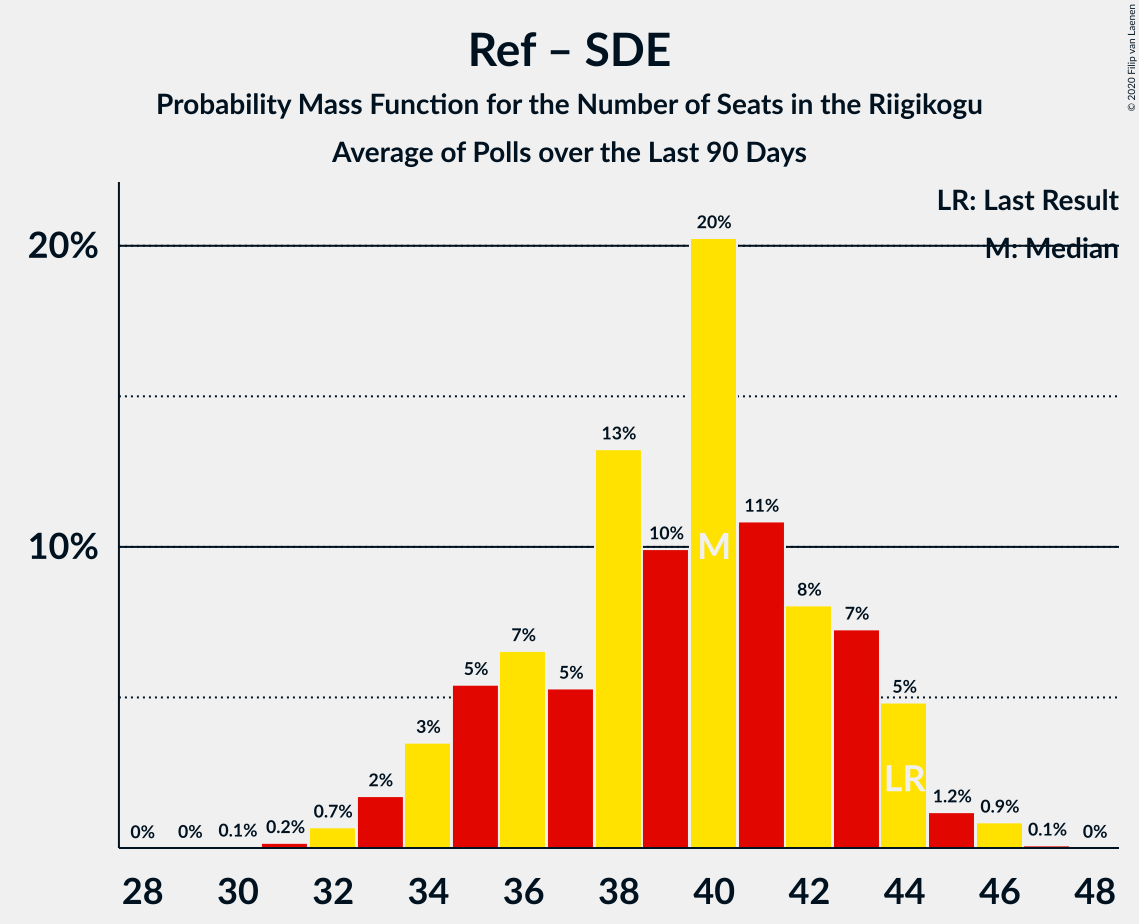 Ref – SDE
Probability Mass Function for the Number of Seats in the Riigikogu
Average of Polls over the Last 90 Days
© 2020 Filip van Laenen
LR: Last Result
M: Median
20%
10%
0%
0%
0.1%
0.2%
0.7%
2%
3%
5%
7%
5%
13%
10%
20%
11%
8%
7%
5%
1.2%
0.9%
0.1%
0%
M
LR
28 30 32 34 36 38 40 42 44 46 48